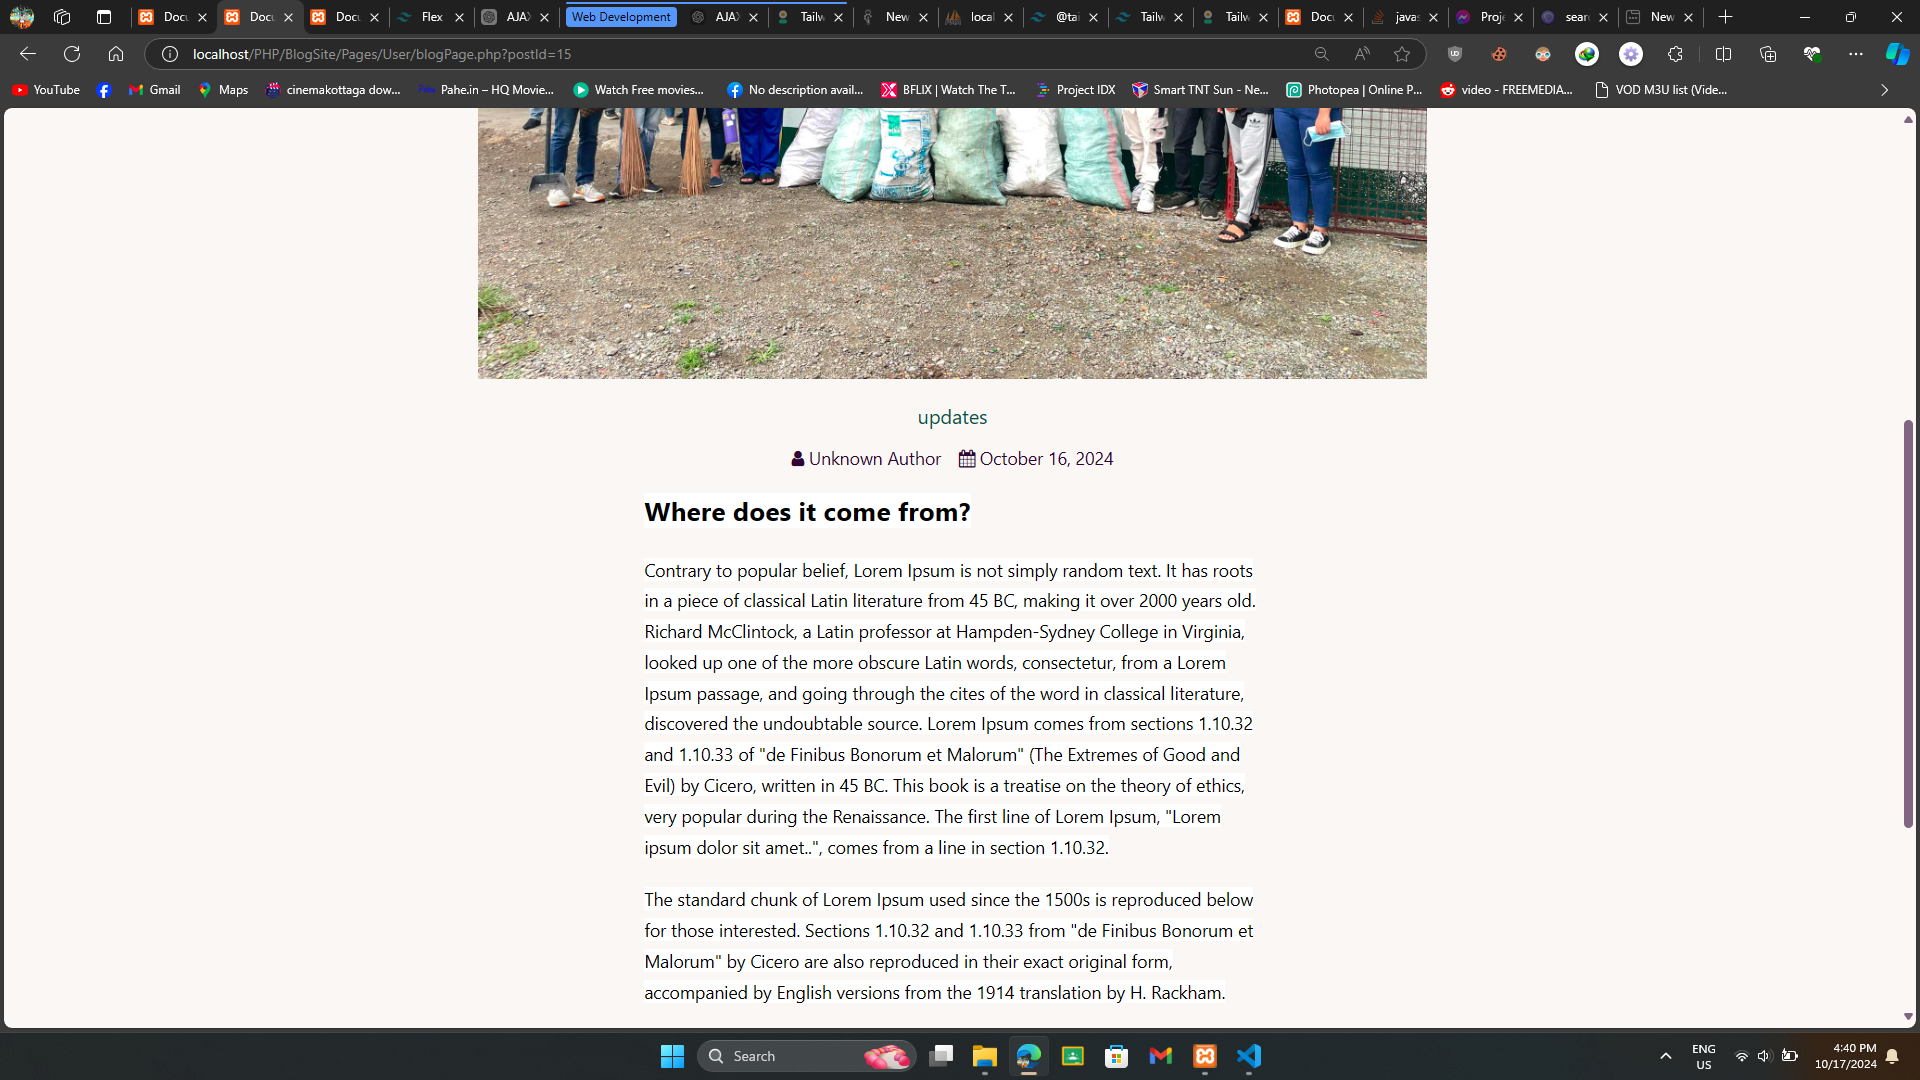 Docu
Docu
Docu
Flex
AJAX
Web Development
AJAX
Tailw
New
local
@tai
Tailw
Tailw
Docu
javas
Proje
sear
New
localhost/PHP/BlogSite/Pages/User/blogPage.php?postId=15
YouTube
Gmail
Maps
cinemakottaga dow...
Pahe.in – HQ Movie...
Watch Free movies...
No description avail...
BFLIX | Watch The T...
Project IDX
Smart TNT Sun - Ne...
Photopea | Online P...
video - FREEMEDIA...
VOD M3U list (Vide...
updates
Unknown Author October 16, 2024
Where does it come from?
Contrary to popular belief, Lorem Ipsum is not simply random text. It has roots
in a piece of classical Latin literature from 45 BC, making it over 2000 years old.
Richard McClintock, a Latin professor at Hampden-Sydney College in Virginia,
looked up one of the more obscure Latin words, consectetur, from a Lorem
Ipsum passage, and going through the cites of the word in classical literature,
discovered the undoubtable source. Lorem Ipsum comes from sections 1.10.32
and 1.10.33 of "de Finibus Bonorum et Malorum" (The Extremes of Good and
Evil) by Cicero, written in 45 BC. This book is a treatise on the theory of ethics,
very popular during the Renaissance. The first line of Lorem Ipsum, "Lorem
ipsum dolor sit amet..", comes from a line in section 1.10.32.
The standard chunk of Lorem Ipsum used since the 1500s is reproduced below
for those interested. Sections 1.10.32 and 1.10.33 from "de Finibus Bonorum et
Malorum" by Cicero are also reproduced in their exact original form,
accompanied by English versions from the 1914 translation by H. Rackham.
Search
ENG
US
4:40 PM
10/17/2024